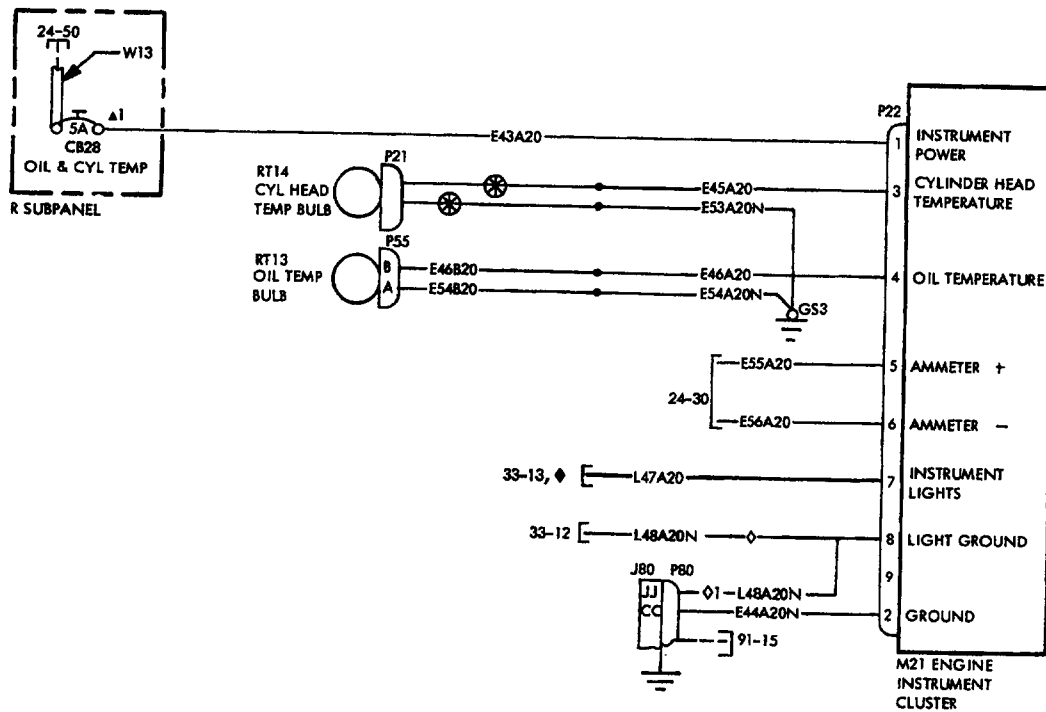 24-50
W13
▲1
5A
CB28
OIL & CYL TEMP
R SUBPANEL
E43A20
P22
1 INSTRUMENT
POWER
RT14
CYL HEAD
TEMP BULB
P21
E45A20
E53A20N
3 CYLINDER HEAD
TEMPERATURE
RT13
OIL TEMP
BULB
P55
B E46B20 E46A20
A E54B20 E54A20N
4 OIL TEMPERATURE
GS3
24-30
E55A20 5 AMMETER +
E56A20 6 AMMETER -
33-13, ◆ L47A20 7 INSTRUMENT
LIGHTS
33-12 L48A20N ◇ 8 LIGHT GROUND
9
J80 P80
JJ ◇1 L48A20N
CC E44A20N 2 GROUND
91-15
M21 ENGINE
INSTRUMENT
CLUSTER